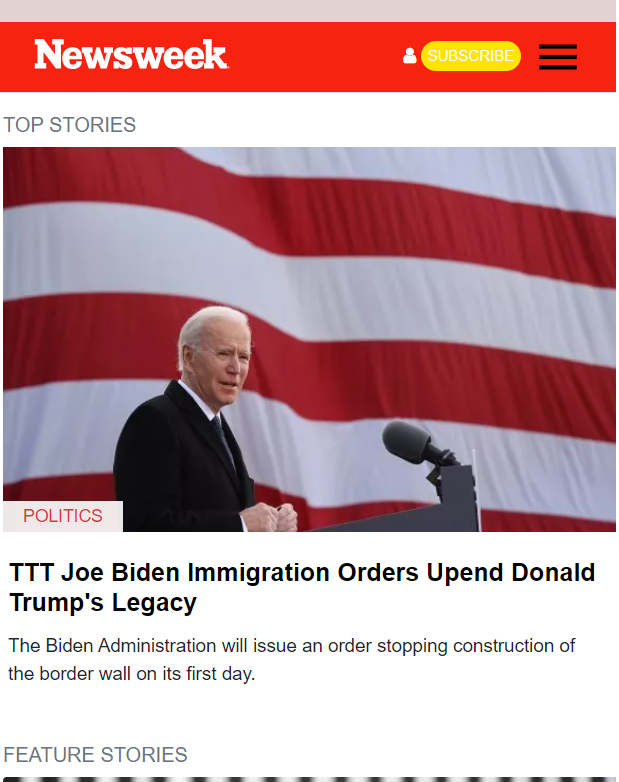 Newsweek
SUBSCRIBE
TOP STORIES
POLITICS
TTT Joe Biden Immigration Orders Upend Donald
Trump's Legacy
The Biden Administration will issue an order stopping construction of
the border wall on its first day.
FEATURE STORIES